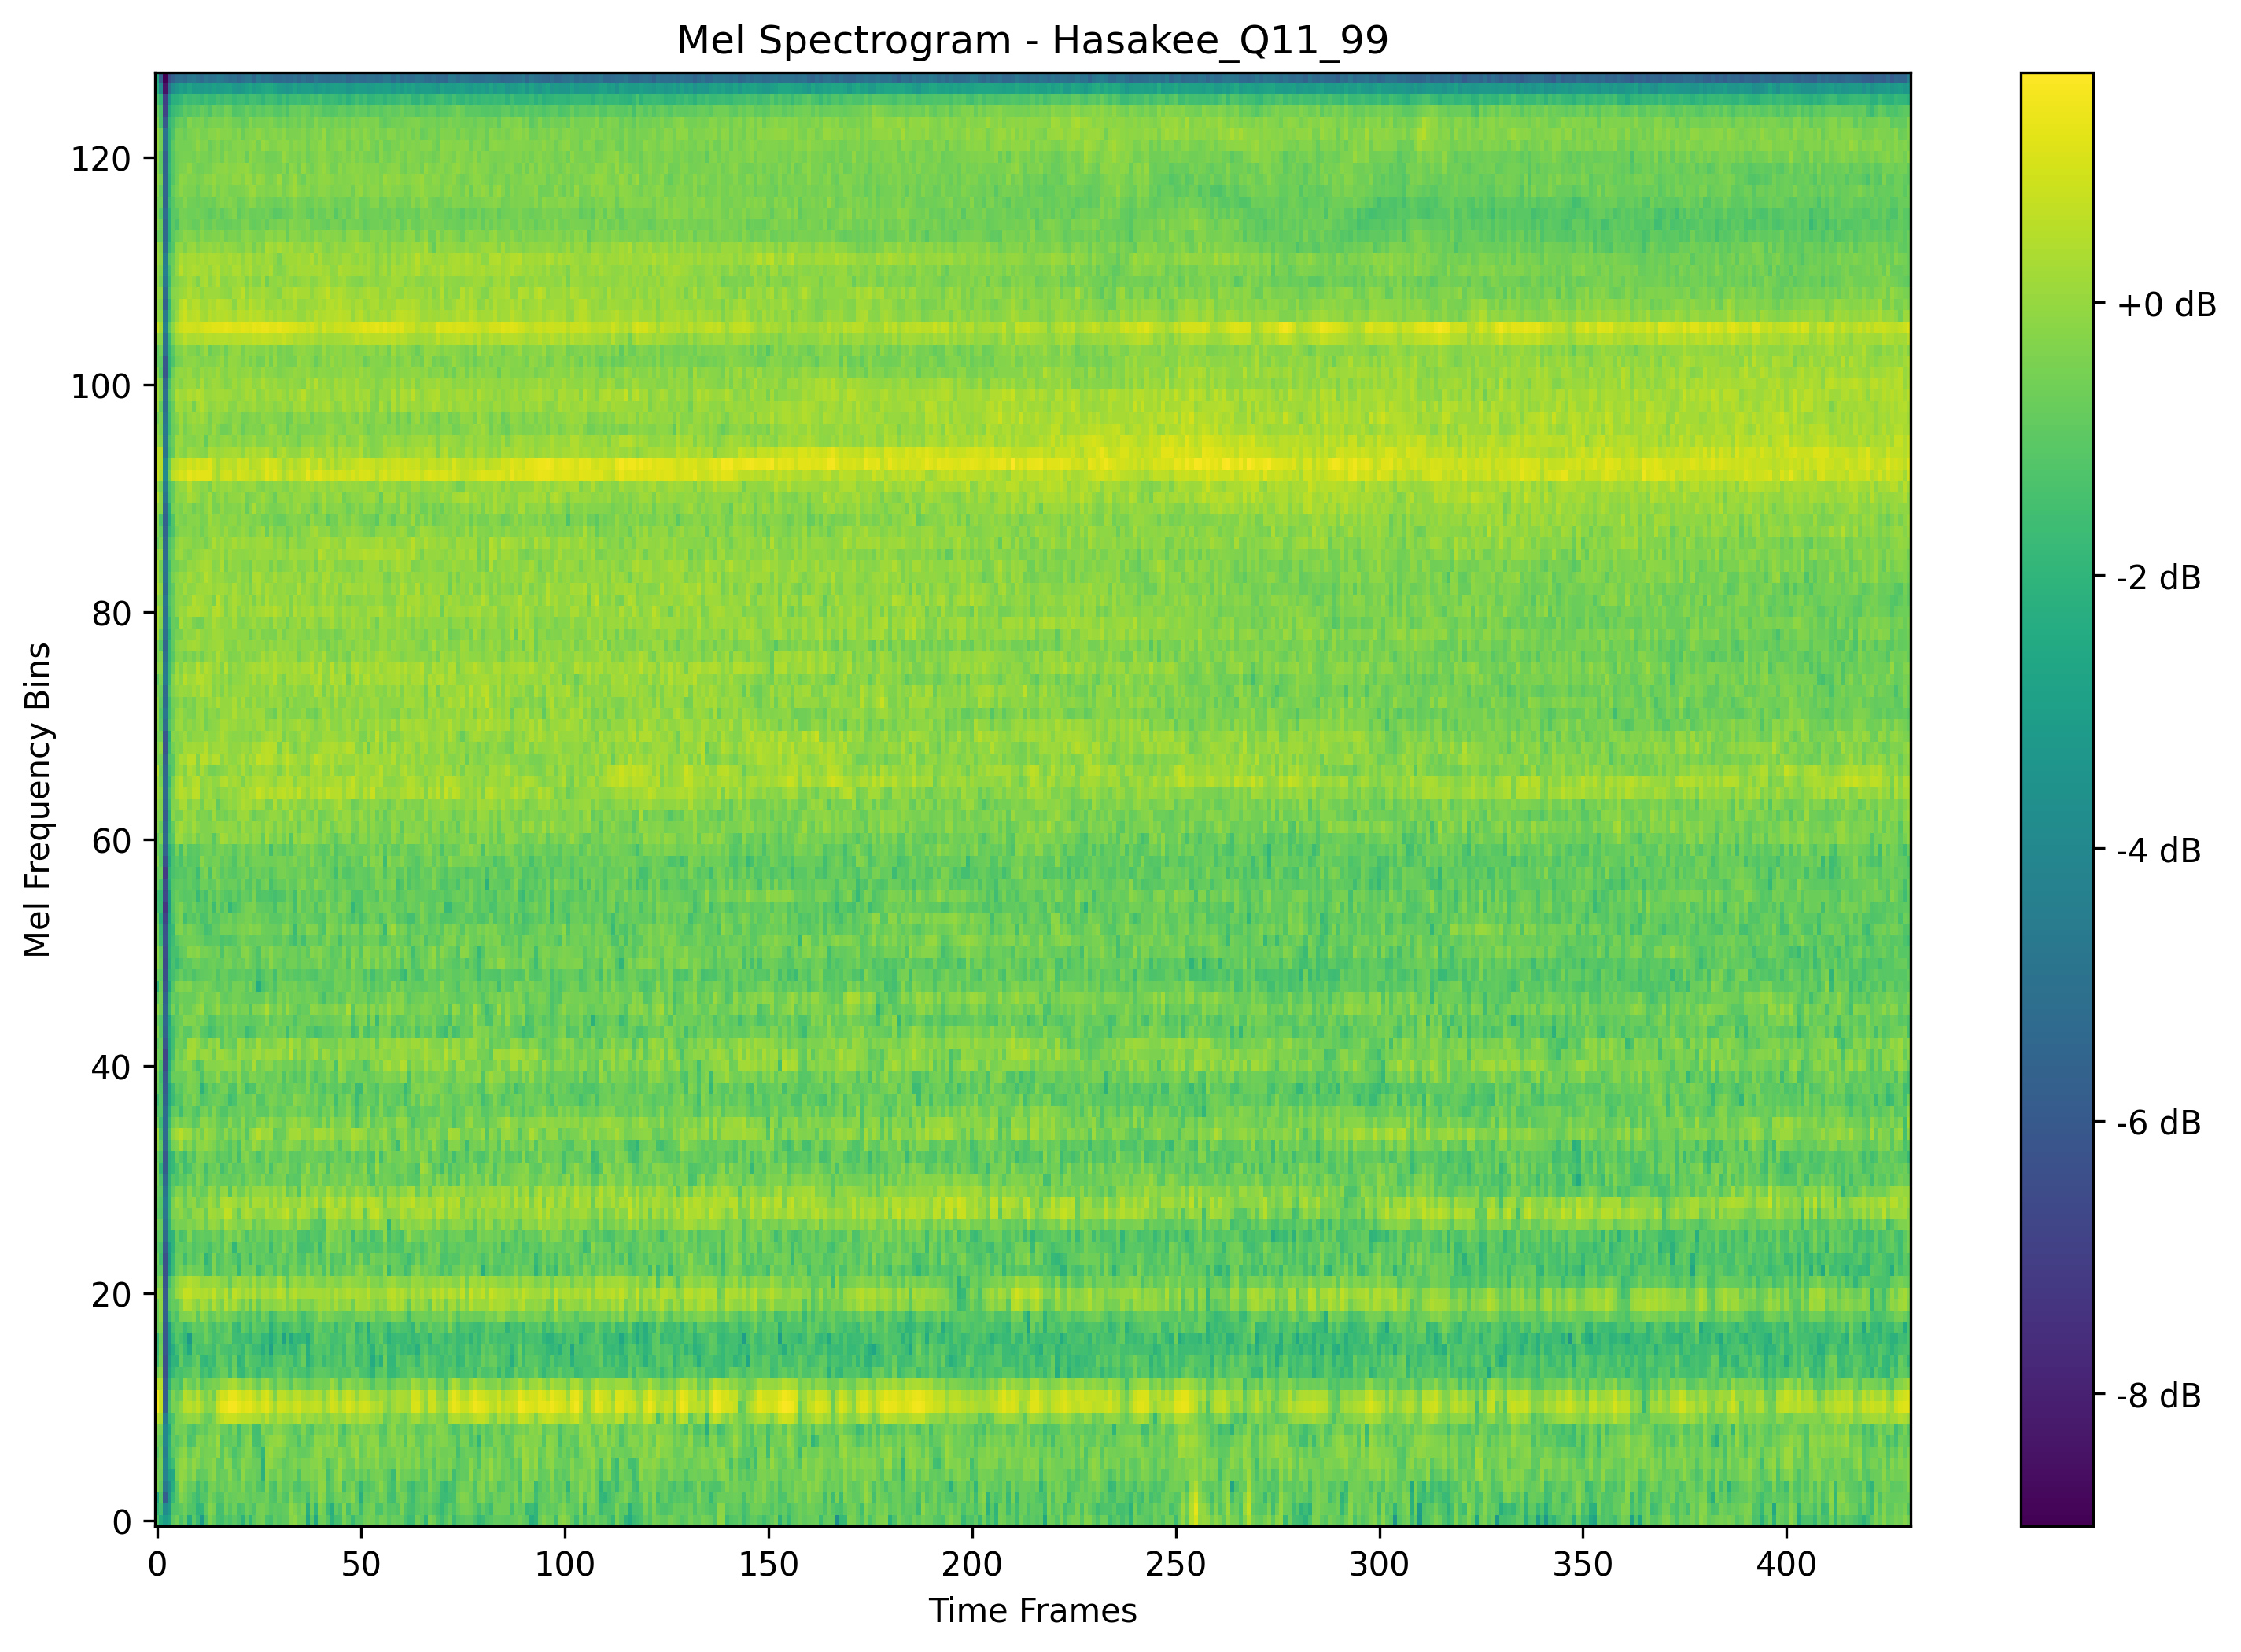 Mel Spectrogram - Hasakee_Q11_99
Mel Frequency Bins
120
100
80
60
40
20
0
0 50 100 150 200 250 300 350 400
Time Frames
+0 dB
-2 dB
-4 dB
-6 dB
-8 dB